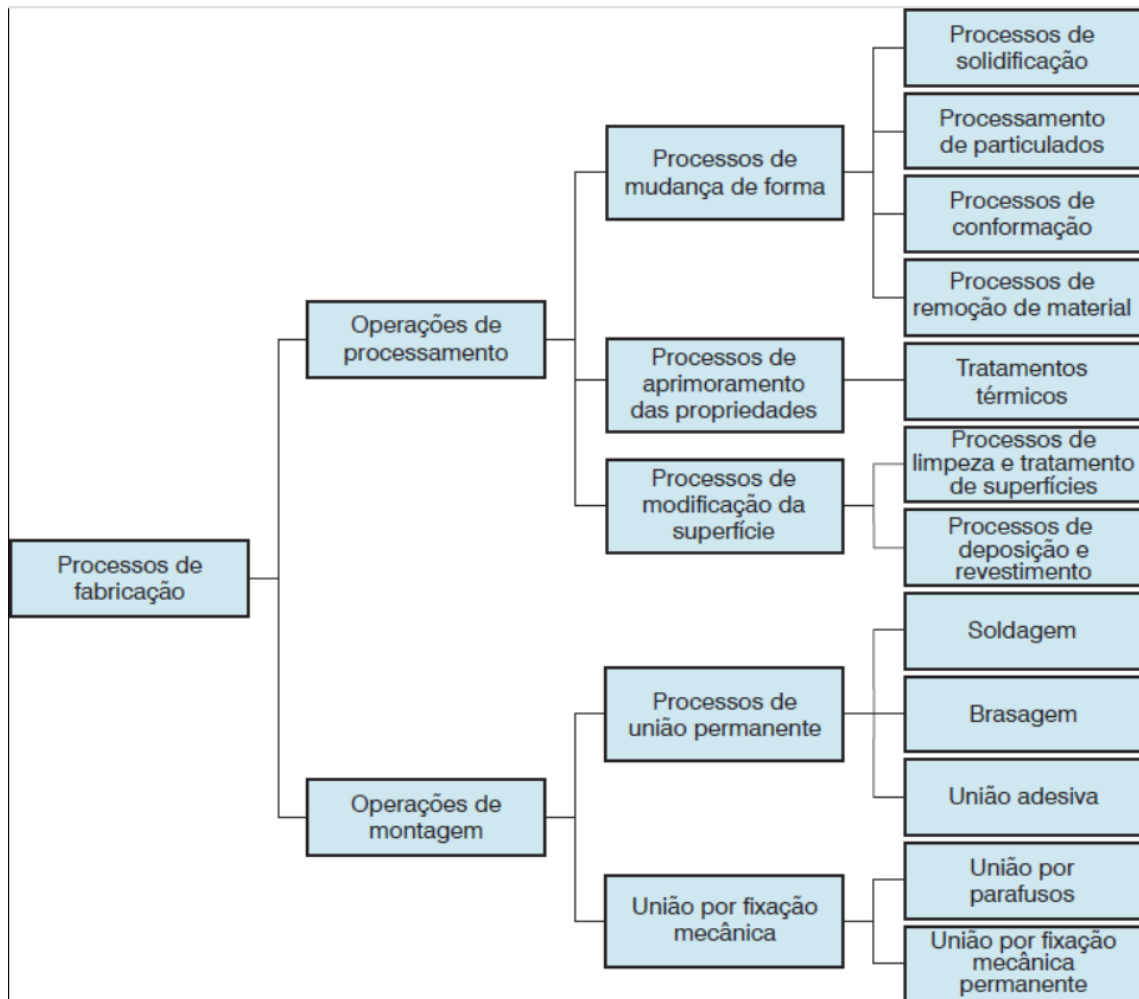 Processos de
solidificação
Processamento
de particulados
Processos de
mudança de forma
Processos de
conformação
Processos de
remoção de material
Operações de
processamento
Processos de
aprimoramento
das propriedades
Tratamentos
térmicos
Processos de
limpeza e tratamento
de superfícies
Processos de
modificação da
superfície
Processos de
deposição e
revestimento
Processos de
fabricação
Soldagem
Processos de
união permanente
Brasagem
Operações de
montagem
União adesiva
União por
parafusos
União por fixação
mecânica
União por fixação
mecânica
permanente